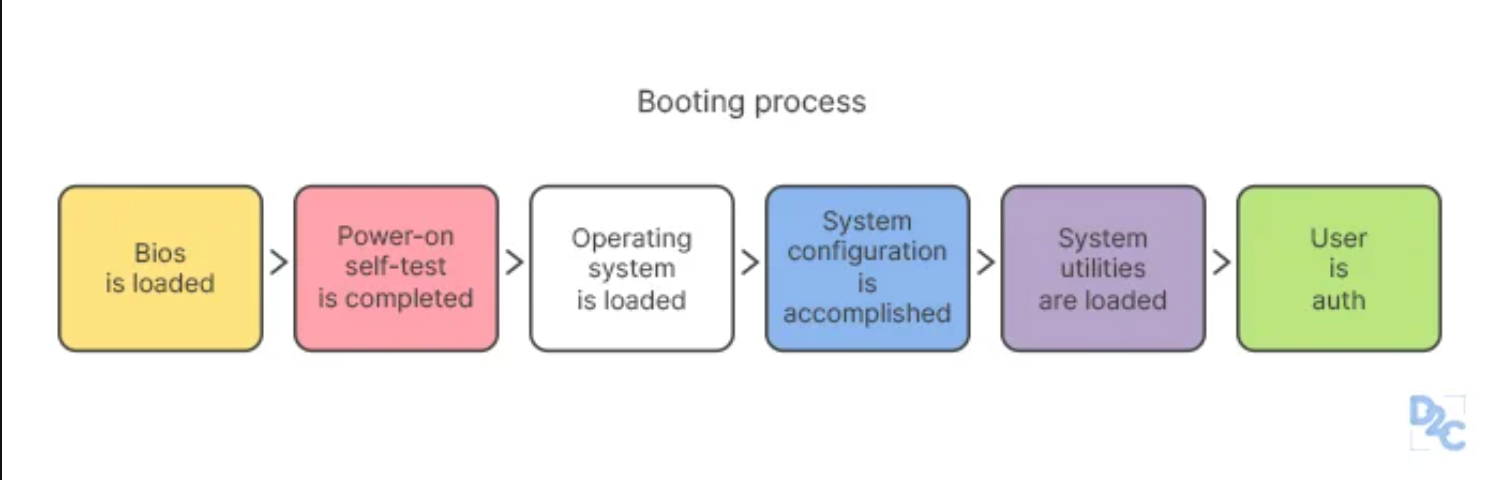 Booting process
Bios
is loaded
Power-on
self-test
is completed
Operating
system
is loaded
System
configuration
is
accomplished
System
utilities
are loaded
User
is
auth
D2C